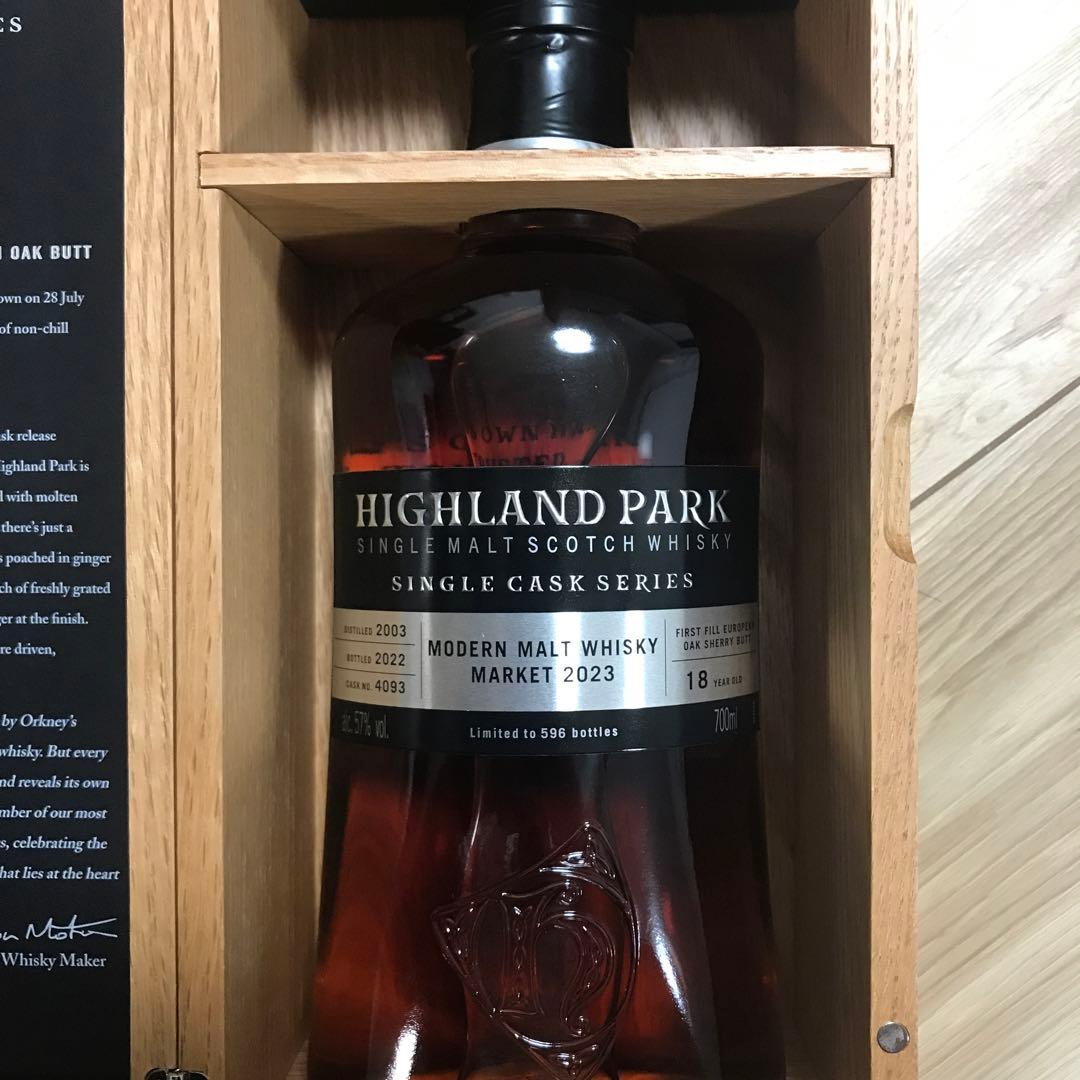 ES
OAK BUTT
own on 28 July
of non-chill
sk release
Highland Park is
d with molten
there's just a
s poached in ginger
ch of freshly grated
er at the finish.
re driven,
by Orkney's
whisky. But every
nd reveals its own
mber of our most
s, celebrating the
hat lies at the heart
Whisky Maker
HIGHLAND PARK
SINGLE MALT SCOTCH WHISKY
SINGLE CASK SERIES
DISTILLED 2003
BOTTLED 2022
CASK NO. 4093
MODERN MALT WHISKY
MARKET 2023
FIRST FILL EUROPEAN
OAK SHERRY BUTT
18 YEAR OLD
alc. 57% vol.
Limited to 596 bottles
700ml